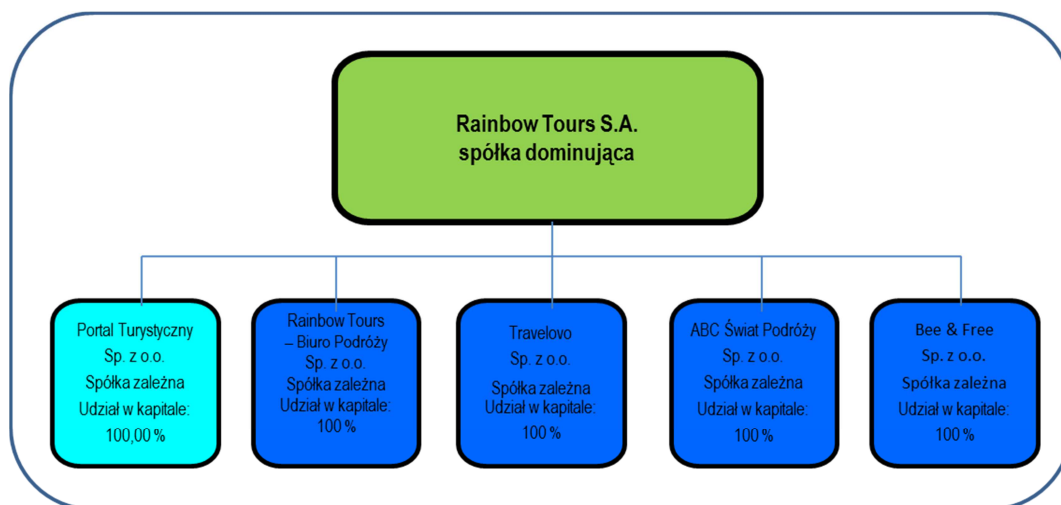 Rainbow Tours S.A.
spółka dominująca
Portal Turystyczny
Sp. z o.o.
Spółka zależna
Udział w kapitale:
100,00 %
Rainbow Tours
– Biuro Podróży
Sp. z o.o.
Spółka zależna
Udział w kapitale:
100 %
Travelovo
Sp. z o.o.
Spółka zależna
Udział w kapitale:
100 %
ABC Świat Podróży
Sp. z o.o.
Spółka zależna
Udział w kapitale:
100 %
Bee & Free
Sp. z o.o.
Spółka zależna
Udział w kapitale:
100 %